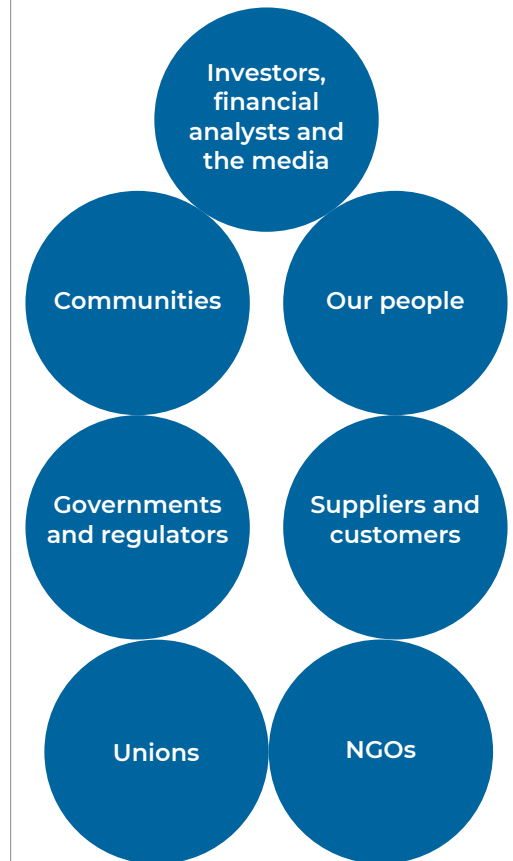 Investors,
financial
analysts and
the media
Communities
Our people
Governments
and regulators
Suppliers and
customers
Unions
NGOs